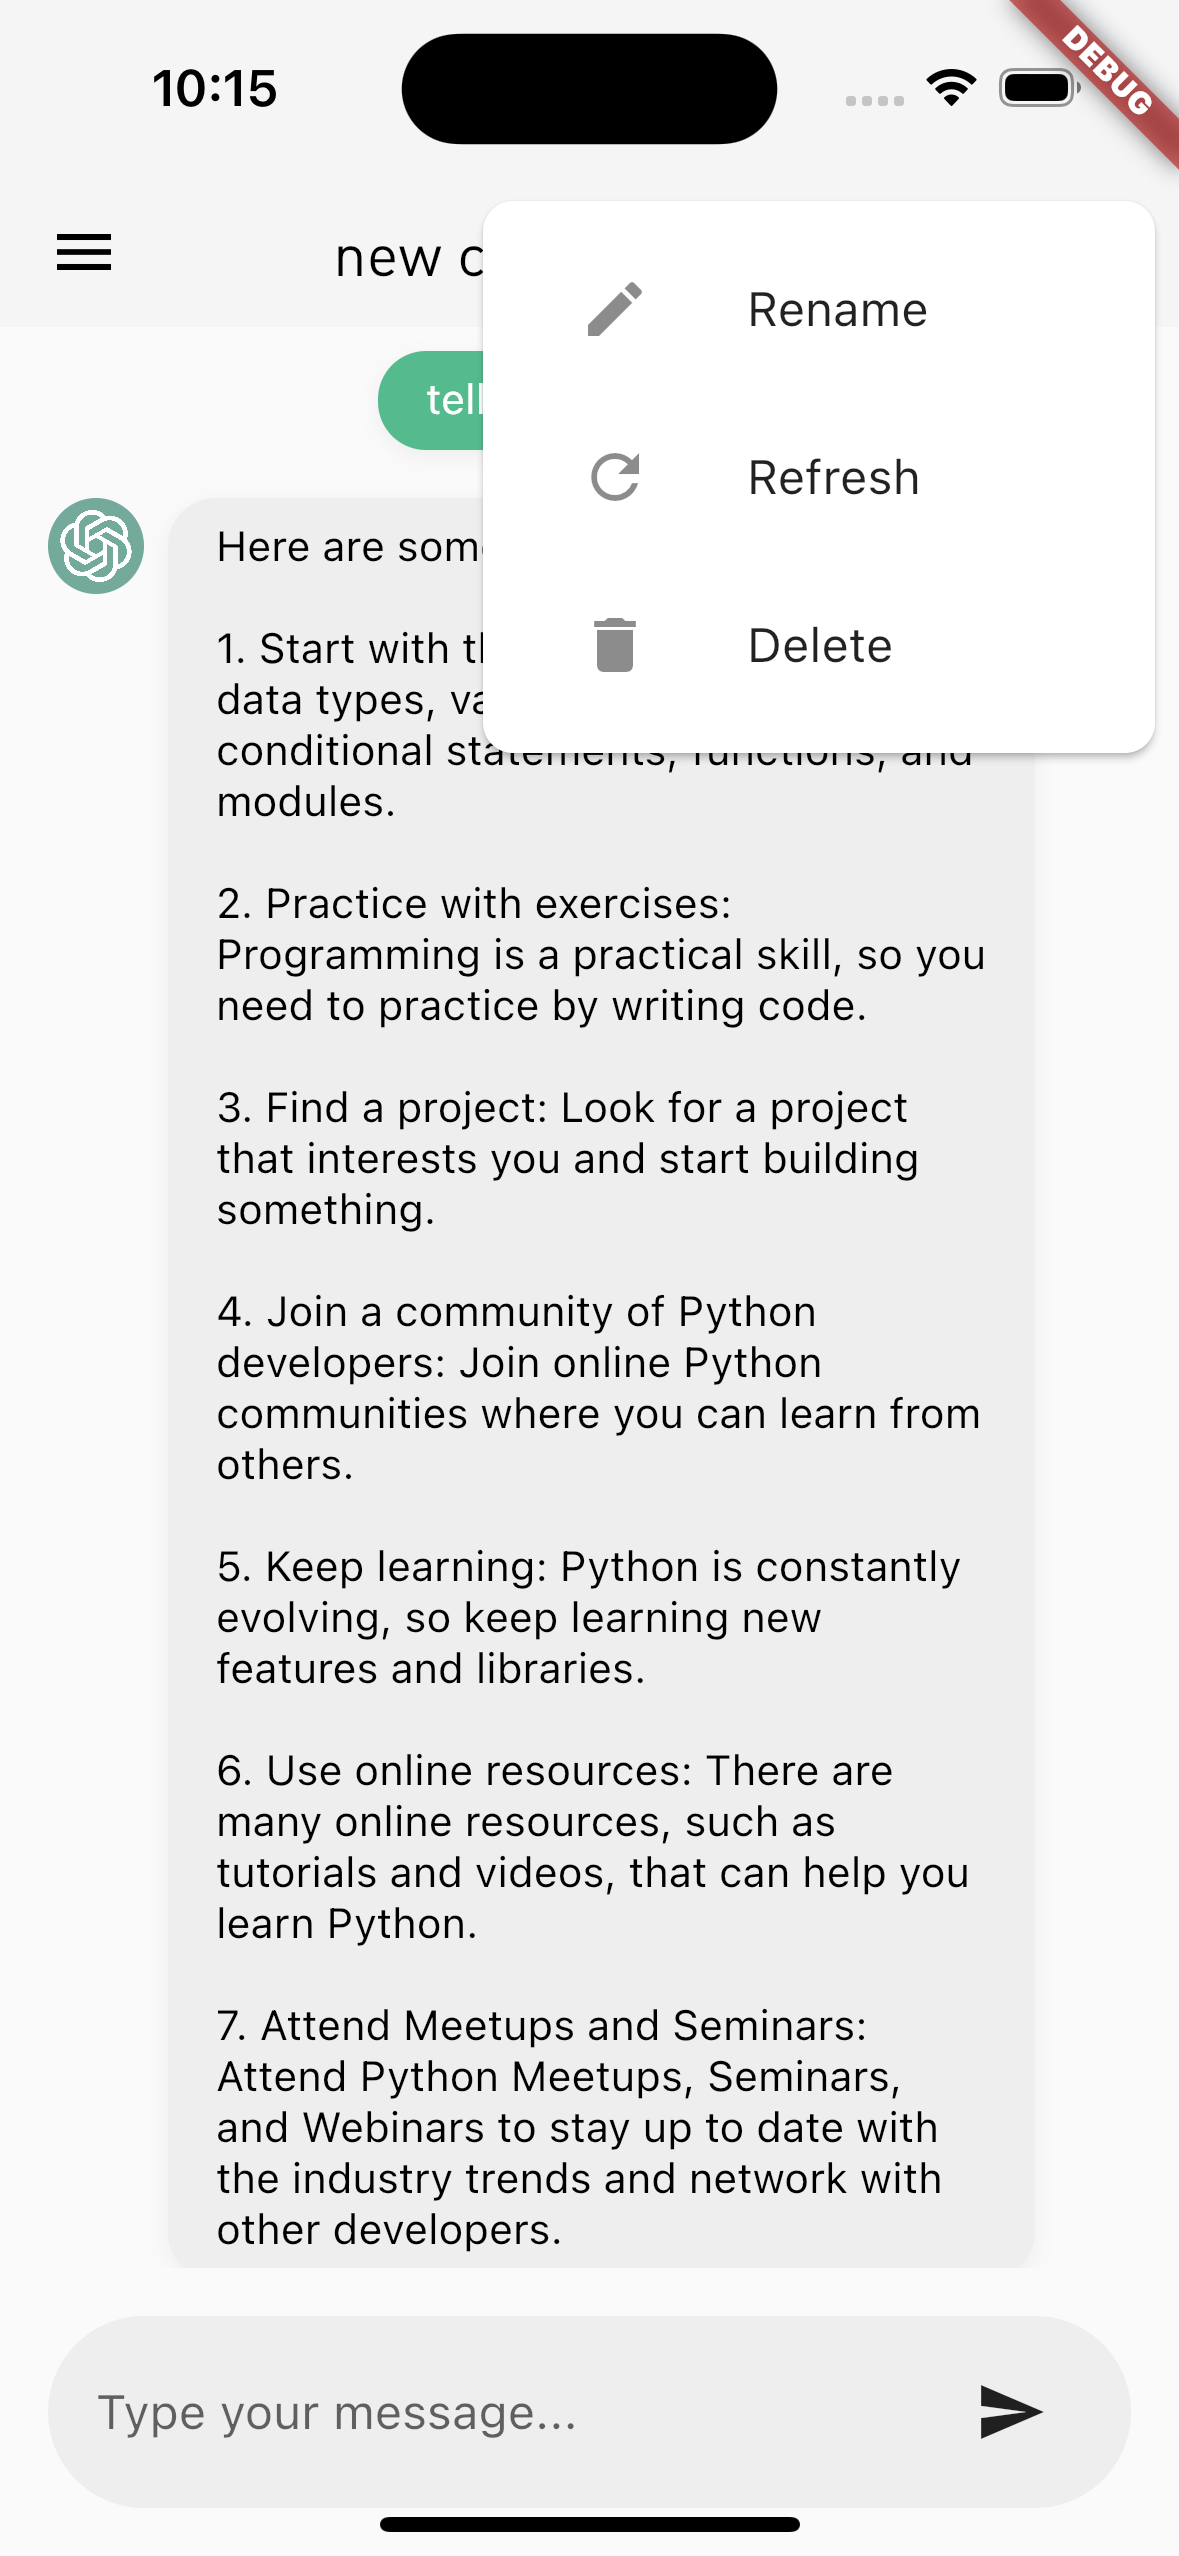 10:15
DEBUG
new
Rename
tell
Refresh
Here are some
Delete
1. Start with
data types,
conditional statements, functions, and
modules.
2. Practice with exercises:
Programming is a practical skill, so you
need to practice by writing code.
3. Find a project: Look for a project
that interests you and start building
something.
4. Join a community of Python
developers: Join online Python
communities where you can learn from
others.
5. Keep learning: Python is constantly
evolving, so keep learning new
features and libraries.
6. Use online resources: There are
many online resources, such as
tutorials and videos, that can help you
learn Python.
7. Attend Meetups and Seminars:
Attend Python Meetups, Seminars,
and Webinars to stay up to date with
the industry trends and network with
other developers.
Type your message...